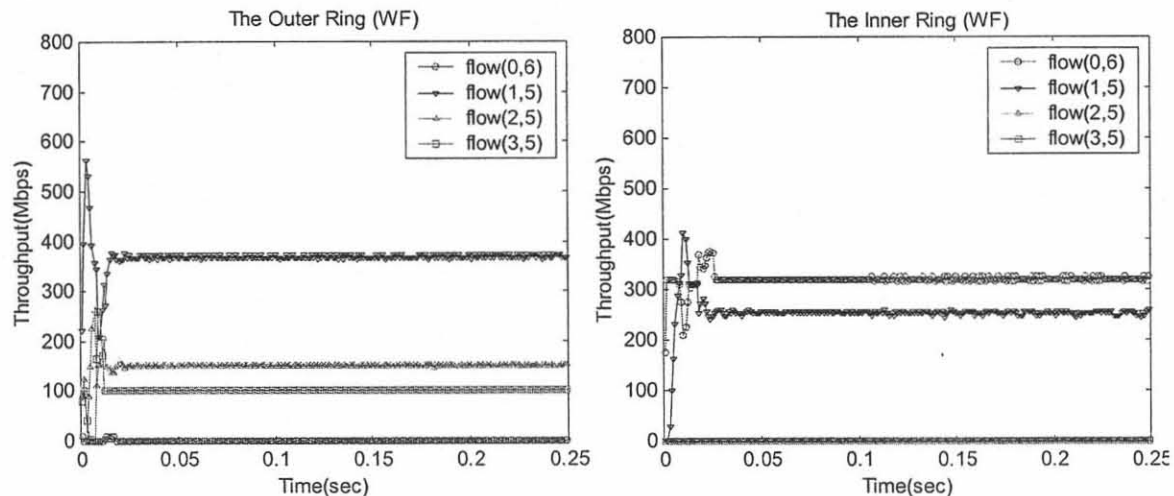 The Outer Ring (WF)
800
700
600
500
400
300
200
100
0
Throughput(Mbps)
flow(0,6)
flow(1,5)
flow(2,5)
flow(3,5)
0
0.05
0.1
0.15
0.2
0.25
Time(sec)
The Inner Ring (WF)
800
700
600
500
400
300
200
100
0
Throughput(Mbps)
flow(0,6)
flow(1,5)
flow(2,5)
flow(3,5)
0
0.05
0.1
0.15
0.2
0.25
Time(sec)